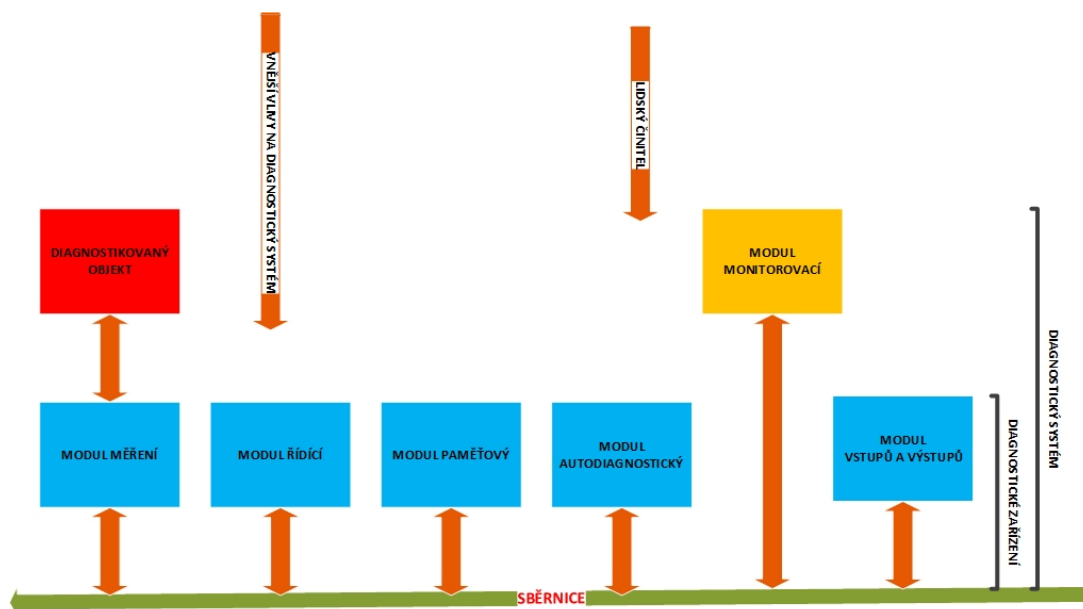 VNĚJŠÍ VLIVY NA DIAGNOSTICKÝ SYSTÉM
LIDSKÝ ČINITEL
DIAGNOSTIKOVANÝ
OBJEKT
MODUL
MONITOROVACÍ
MODUL MĚŘENÍ
MODUL ŘÍDÍCÍ
MODUL PAMĚŤOVÝ
MODUL
AUTODIAGNOSTICKÝ
MODUL
VSTUPŮ A VÝSTUPŮ
DIAGNOSTICKÉ ZAŘÍZENÍ
DIAGNOSTICKÝ SYSTÉM
SBĚRNICE